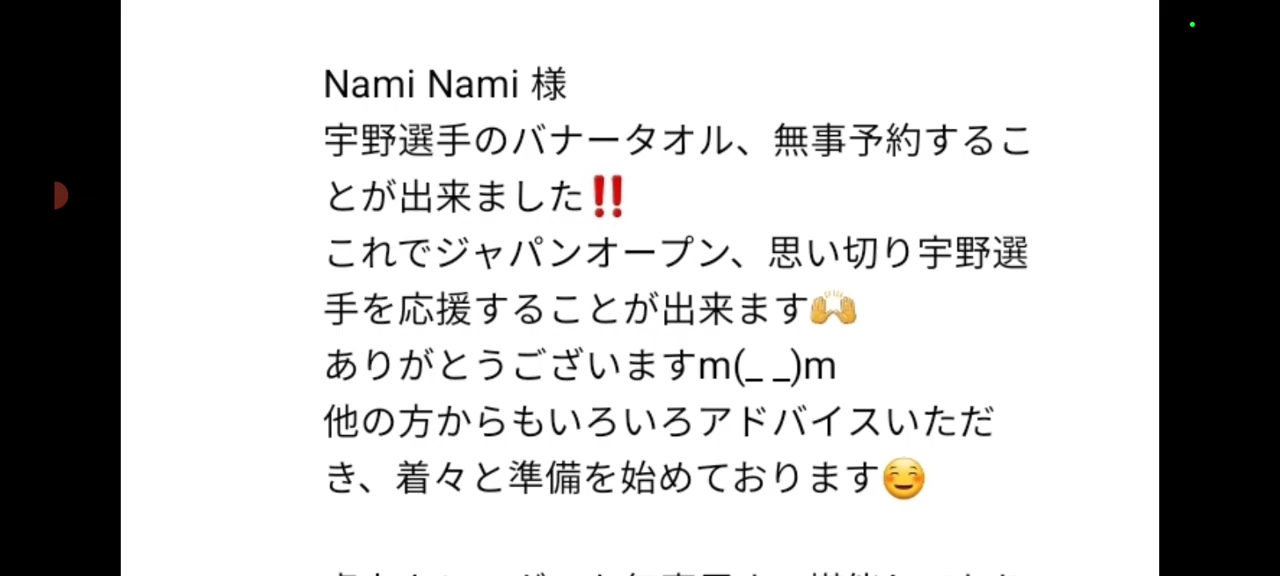 Nami Nami 様
宇野選手のバナータオル、無事予約するこ
とが出来ました‼️
これでジャパンオープン、思い切り宇野選
手を応援することが出来ます🙌
ありがとうございますm(_ _)m
他の方からもいろいろアドバイスいただ
き、着々と準備を始めております☺️